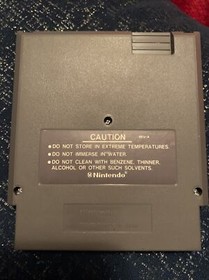 CAUTION
●DO NOT STORE IN EXTREME TEMPERATURES.
●DO NOT IMMERSE IN WATER.
●DO NOT CLEAN WITH BENZENE, THINNER,
ALCOHOL OR OTHER SUCH SOLVENTS.
®Nintendo®